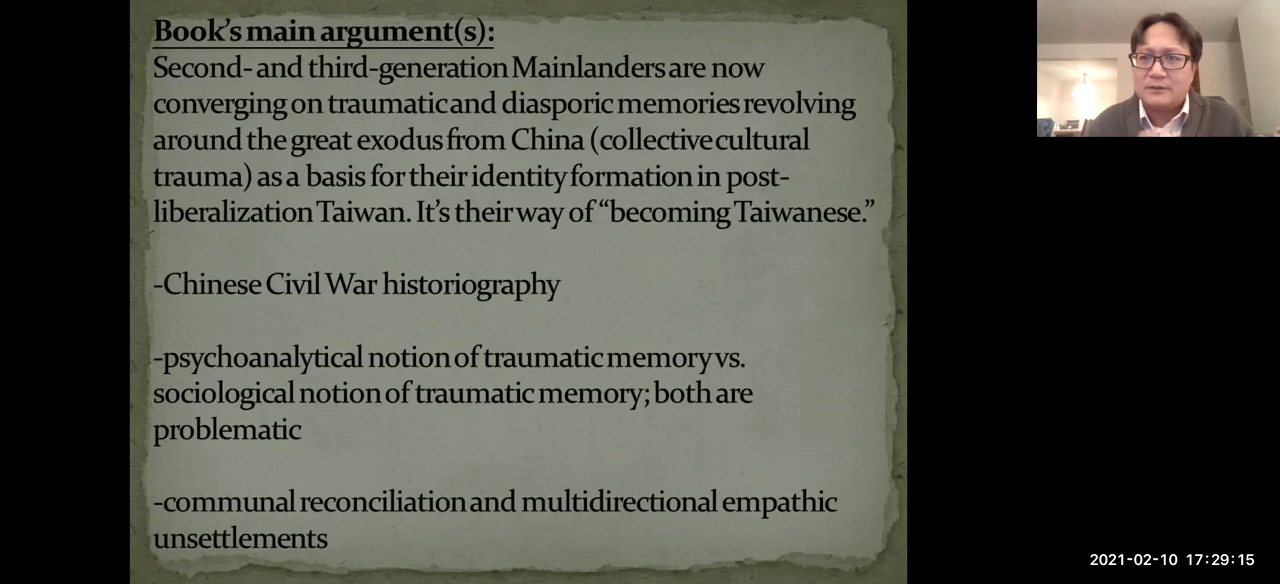 Book's main argument(s):
Second- and third-generation Mainlanders are now
converging on traumatic and diasporic memories revolving
around the great exodus from China (collective cultural
trauma) as a basis for their identity formation in post-
liberalization Taiwan. It's their way of “becoming Taiwanese.”
-Chinese Civil War historiography
-psychoanalytical notion of traumatic memory vs.
sociological notion of traumatic memory; both are
problematic
-communal reconciliation and multidirectional empathic
unsettlements
2021-02-10 17:29:15